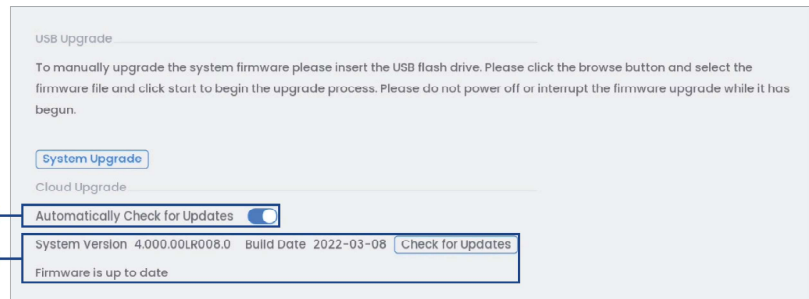 USB Upgrade
To manually upgrade the system firmware please insert the USB flash drive. Please click the browse button and select the
firmware file and click start to begin the upgrade process. Please do not power off or interrupt the firmware upgrade while it has
begun.
System Upgrade
Cloud Upgrade
Automatically Check for Updates
System Version 4.000.00LR008.0 Build Date 2022-03-08 Check for Updates
Firmware is up to date